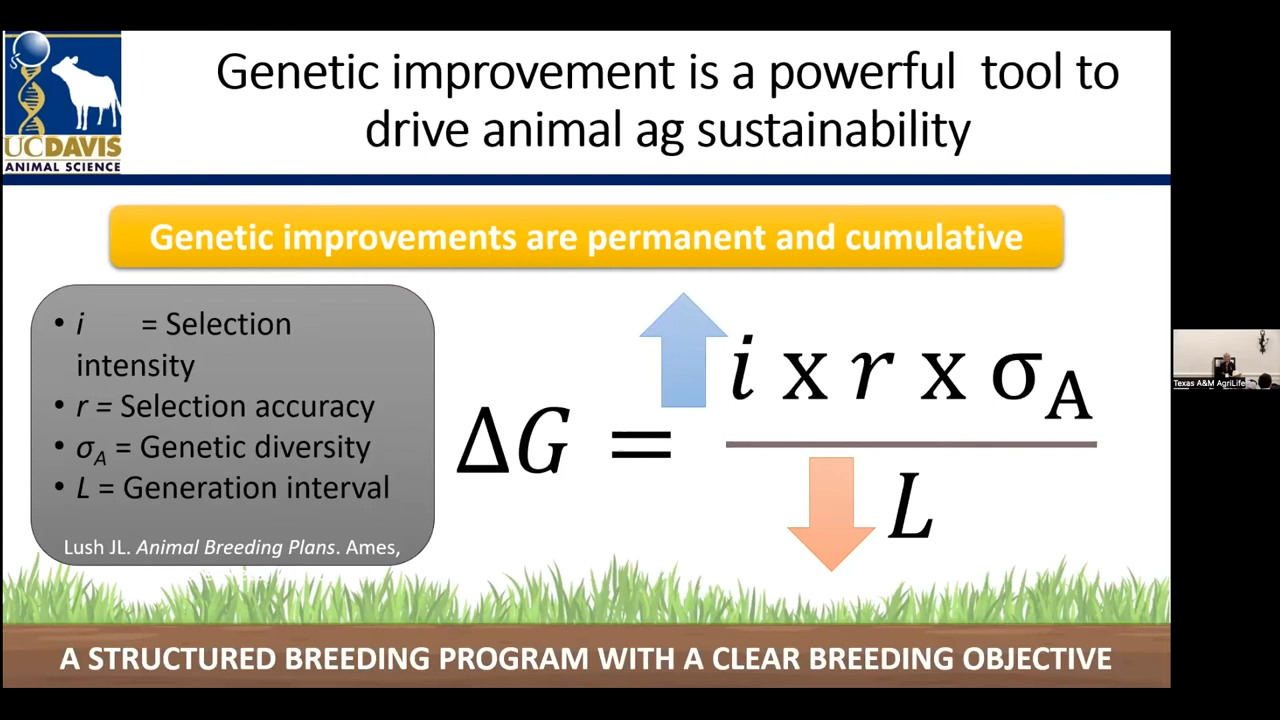 Genetic improvement is a powerful tool to
drive animal ag sustainability
UCDAVIS
ANIMAL SCIENCE
Genetic improvements are permanent and cumulative
• i = Selection
intensity
• r = Selection accuracy
• σA = Genetic diversity
• L = Generation interval
Lush JL. Animal Breeding Plans. Ames,
ΔG = i x r x σA
L
Texas A&M AgriLife
A STRUCTURED BREEDING PROGRAM WITH A CLEAR BREEDING OBJECTIVE